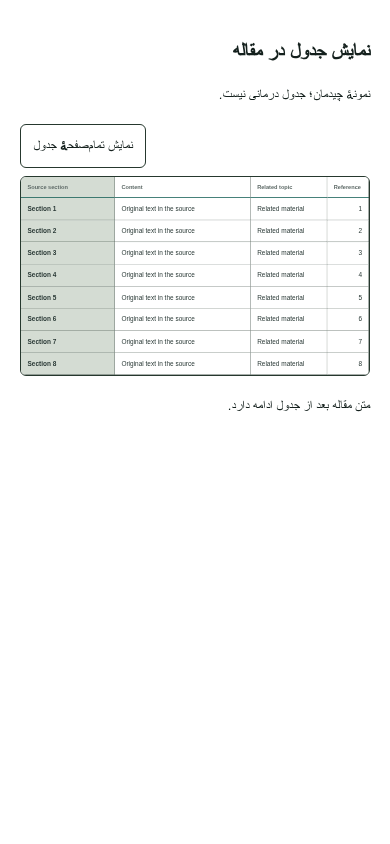 نمایش جدول در مقاله
نمونهٔ چیدمان؛ جدول درمانی نیست.
نمایش تمام‌صفحهٔ جدول
Source section Content Related topic Reference
Section 1 Original text in the source Related material 1
Section 2 Original text in the source Related material 2
Section 3 Original text in the source Related material 3
Section 4 Original text in the source Related material 4
Section 5 Original text in the source Related material 5
Section 6 Original text in the source Related material 6
Section 7 Original text in the source Related material 7
Section 8 Original text in the source Related material 8
متن مقاله بعد از جدول ادامه دارد.